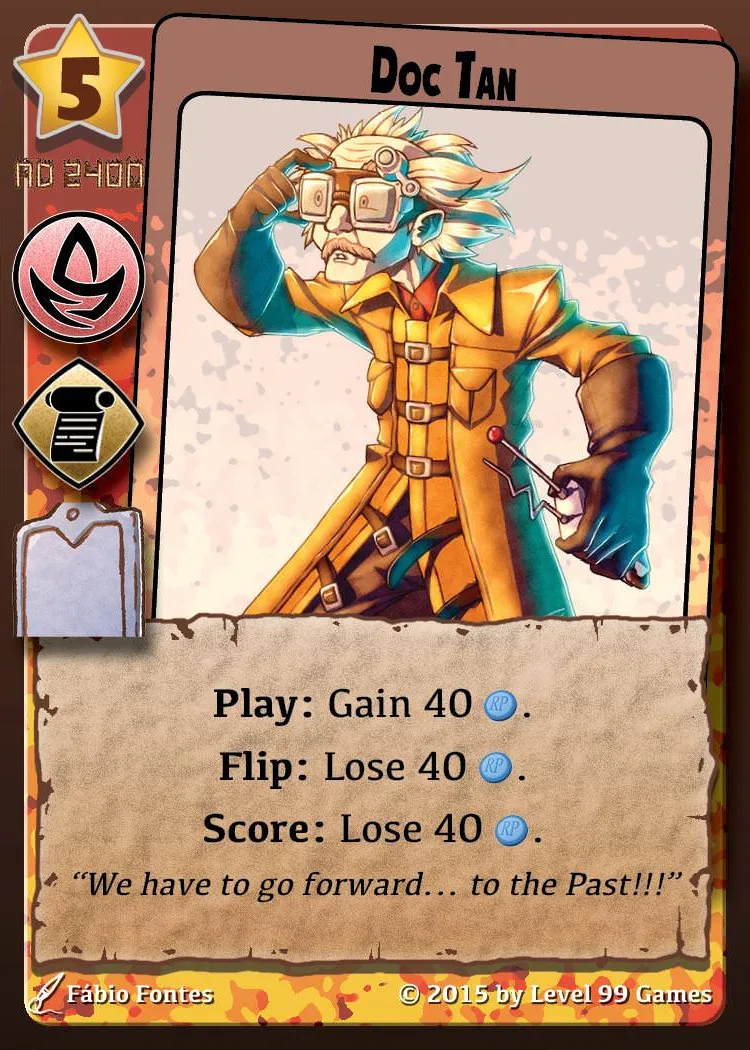 5
DOC TAN
AD 2400
Play: Gain 40 RP.
Flip: Lose 40 RP.
Score: Lose 40 RP.
“We have to go forward... to the Past!!!”
Fábio Fontes
© 2015 by Level 99 Games